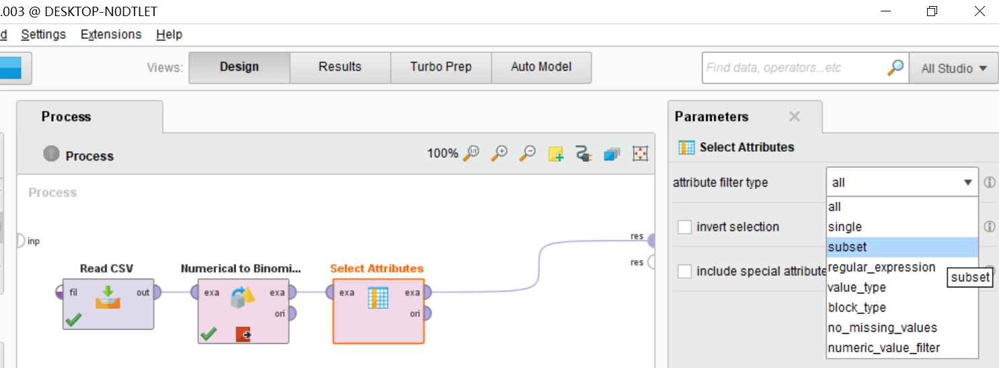 .003 @ DESKTOP-N0DTLET
d Settings Extensions Help
Views: Design Results Turbo Prep Auto Model
Find data, operators...etc
All Studio
Process
Parameters
Process
100%
Select Attributes
Process
attribute filter type
all
all
invert selection
single
subset
include special attribute
regular_expression
subset
value_type
block_type
no_missing_values
numeric_value_filter
inp
res
res
Read CSV
Numerical to Binomi...
Select Attributes
fil out
exa exa
ori
exa exa
ori